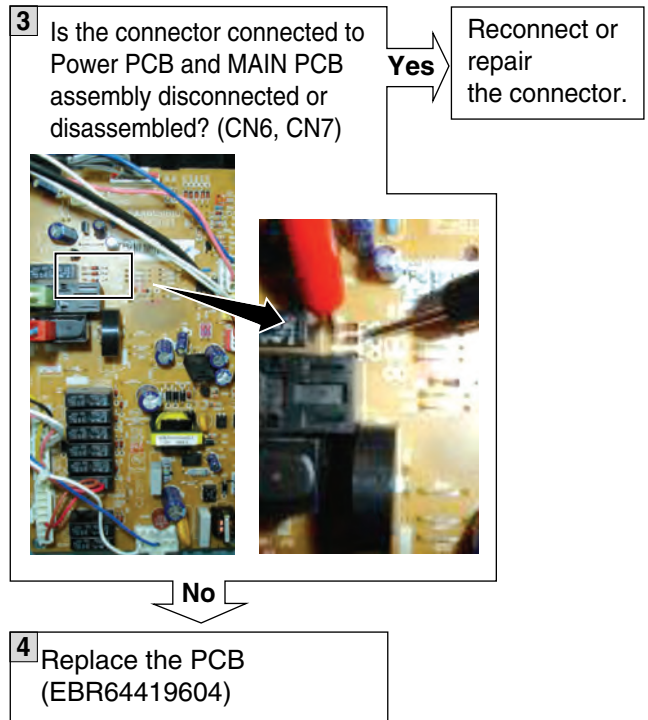 3
Is the connector connected to
Power PCB and MAIN PCB
assembly disconnected or
disassembled? (CN6, CN7)
Yes
Reconnect or
repair
the connector.
No
4
Replace the PCB
(EBR64419604)